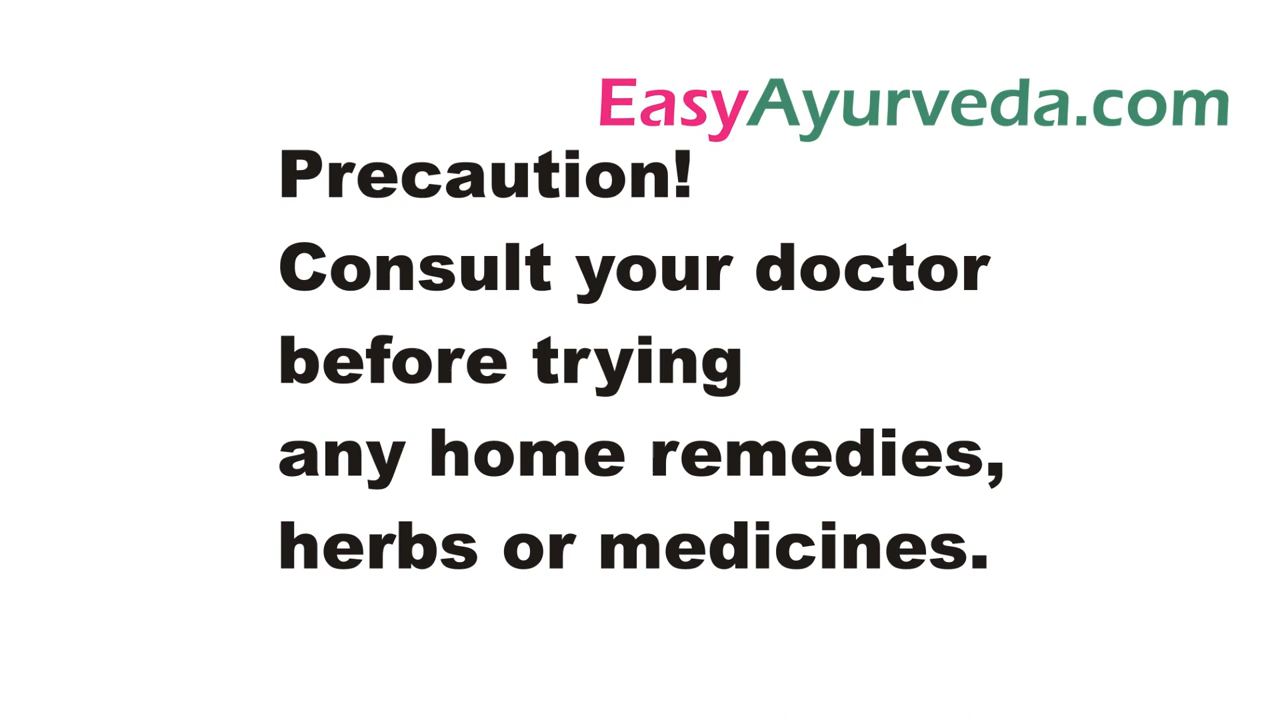 EasyAyurveda.com
Precaution!
Consult your doctor
before trying
any home remedies,
herbs or medicines.